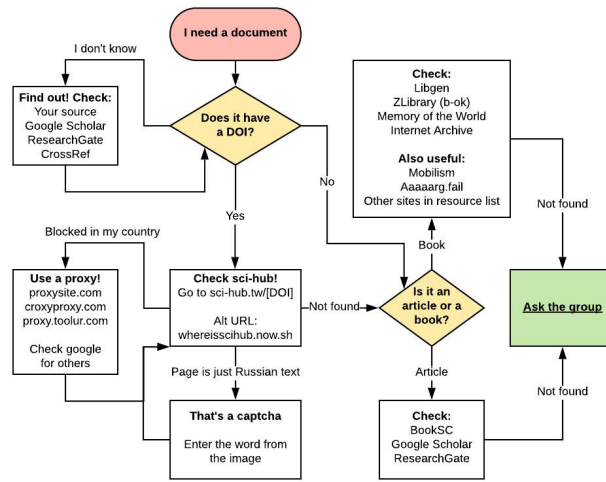 I need a document
I don't know
Find out! Check:
Your source
Google Scholar
ResearchGate
CrossRef
Does it have
a DOI?
Check:
Libgen
ZLibrary (b-ok)
Memory of the World
Internet Archive
Also useful:
Mobilism
Aaaaarg.fail
Other sites in resource list
No
Yes
Not found
Blocked in my country
Book
Use a proxy!
proxysite.com
croxyproxy.com
proxy.toolur.com
Check google
for others
Check sci-hub!
Go to sci-hub.tw/[DOI]
Alt URL:
whereisscihub.now.sh
Not found
Is it an
article or a
book?
Ask the group
Page is just Russian text
Article
Not found
That's a captcha
Enter the word from
the image
Check:
BookSC
Google Scholar
ResearchGate